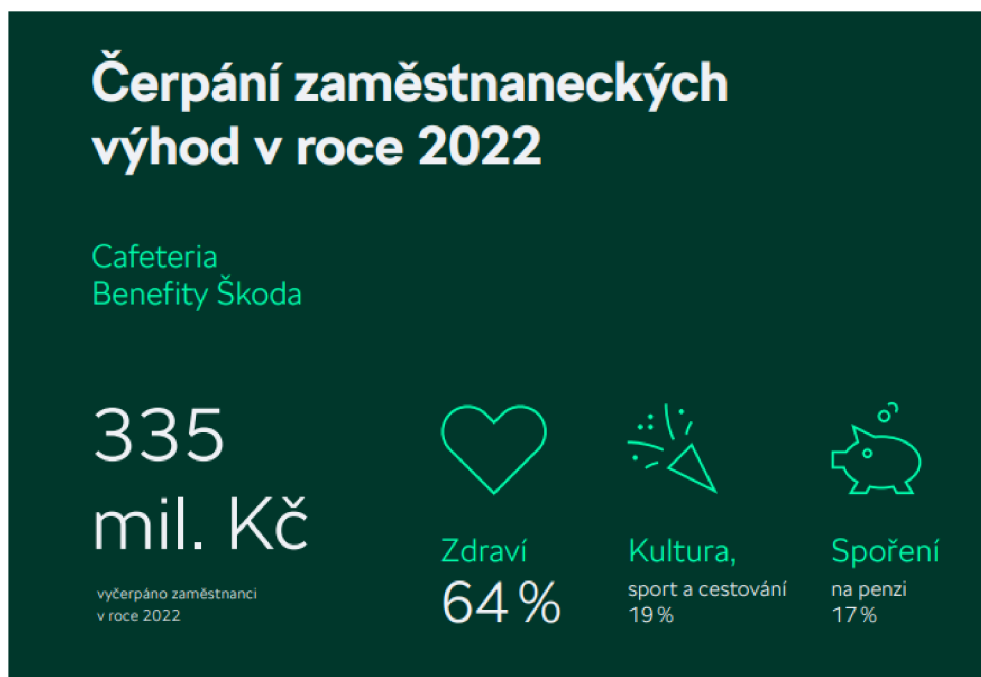 Čerpání zaměstnaneckých
výhod v roce 2022
Cafeteria
Benefity Škoda
335
mil. Kč
vyčerpáno zaměstnanci
v roce 2022
Zdraví
64 %
Kultura,
sport a cestování
19 %
Spoření
na penzi
17 %